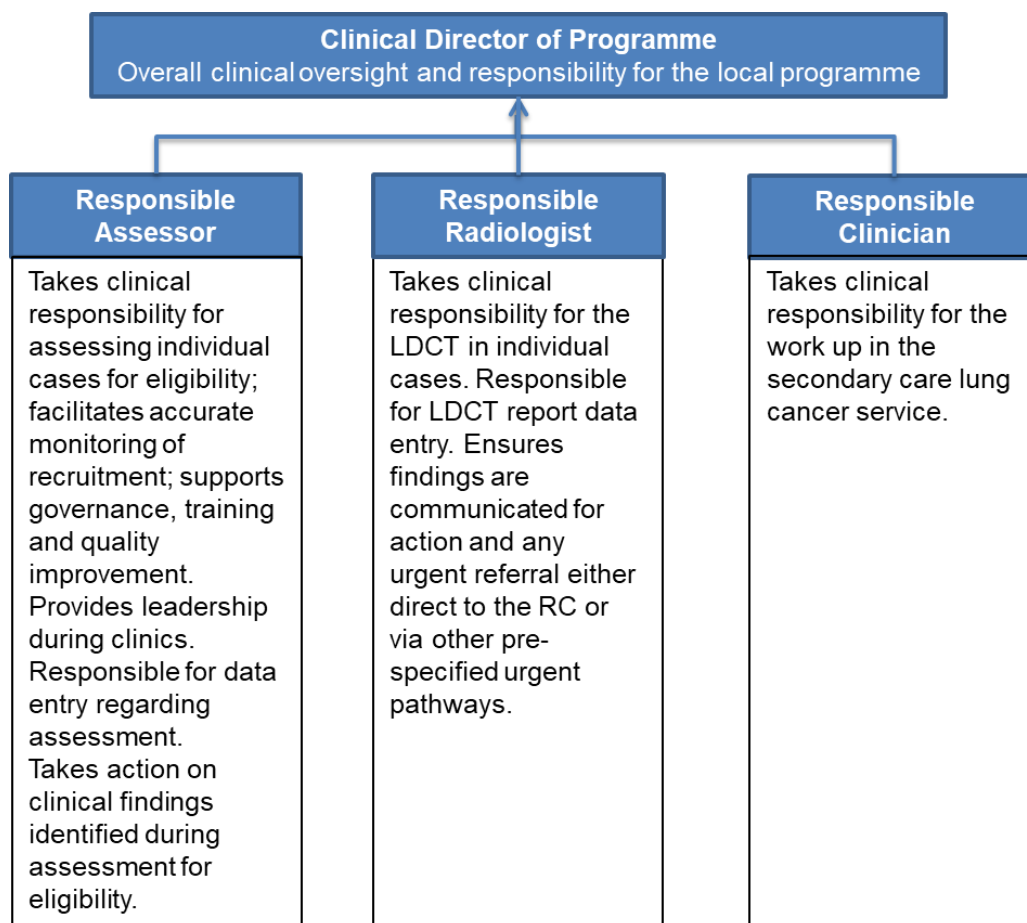 Clinical Director of Programme
Overall clinical oversight and responsibility for the local programme
Responsible
Assessor
Takes clinical
responsibility for
assessing individual
cases for eligibility;
facilitates accurate
monitoring of
recruitment; supports
governance, training
and quality
improvement.
Provides leadership
during clinics.
Responsible for data
entry regarding
assessment.
Takes action on
clinical findings
identified during
assessment for
eligibility.
Responsible
Radiologist
Takes clinical
responsibility for the
LDCT in individual
cases. Responsible
for LDCT report data
entry. Ensures
findings are
communicated for
action and any
urgent referral either
direct to the RC or
via other pre-
specified urgent
pathways.
Responsible
Clinician
Takes clinical
responsibility for the
work up in the
secondary care lung
cancer service.